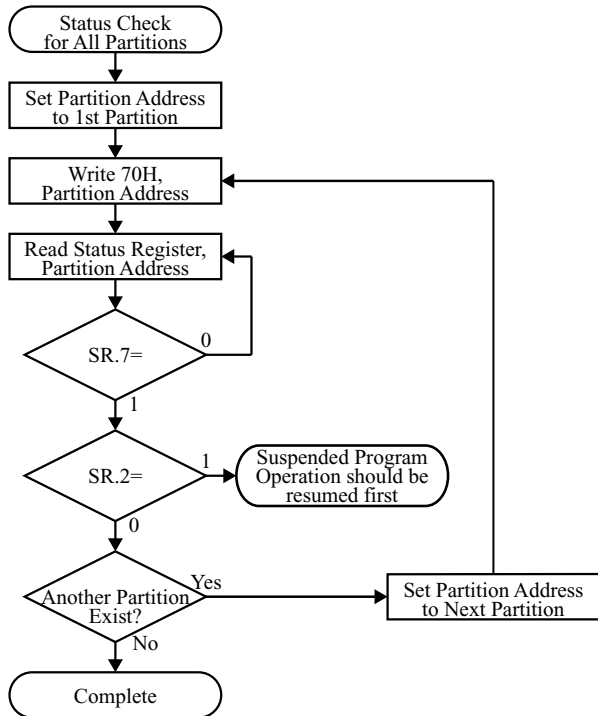 Status Check
for All Partitions
Set Partition Address
to 1st Partition
Write 70H,
Partition Address
Read Status Register,
Partition Address
SR.7=
0
1
SR.2=
1
Suspended Program
Operation should be
resumed first
0
Another Partition
Exist?
Yes
Set Partition Address
to Next Partition
No
Complete